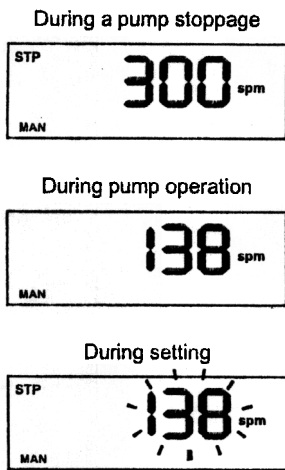 During a pump stoppage
STP
300 spm
MAN
During pump operation
138 spm
MAN
During setting
STP
138 spm
MAN